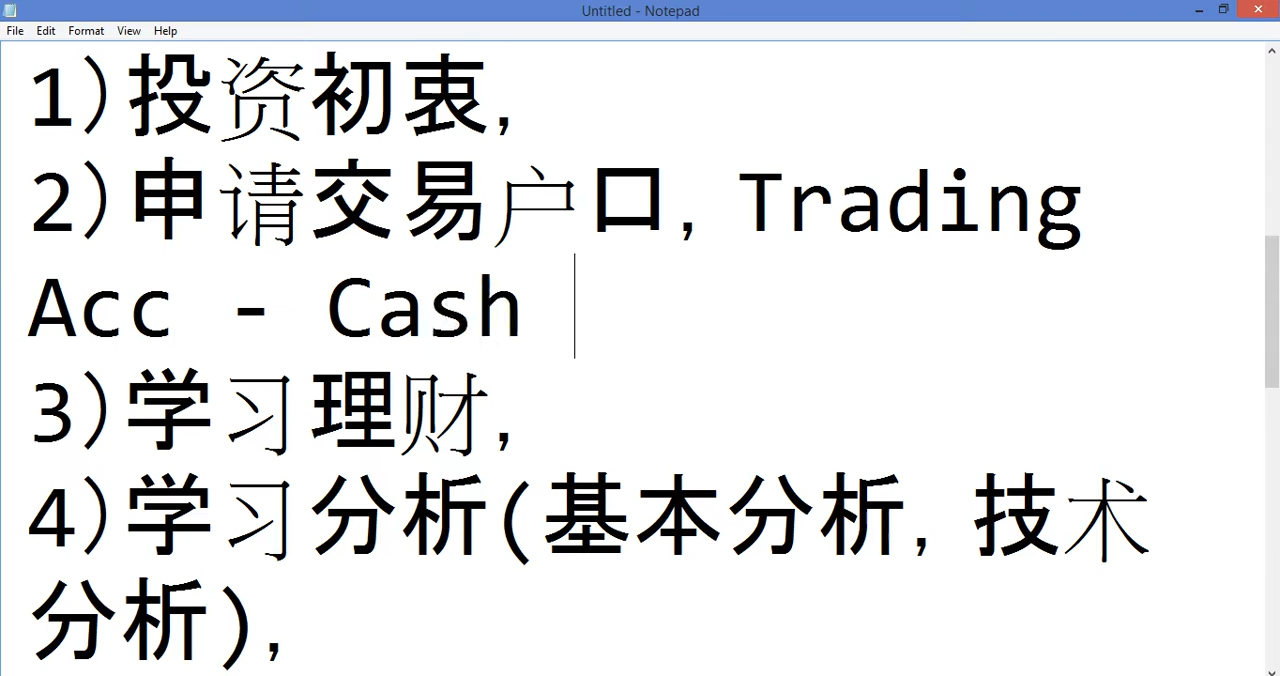 Untitled - Notepad
File Edit Format View Help
1)投资初衷,
2)申请交易户口, Trading
Acc - Cash
3)学习理财,
4)学习分析(基本分析, 技术
分析),